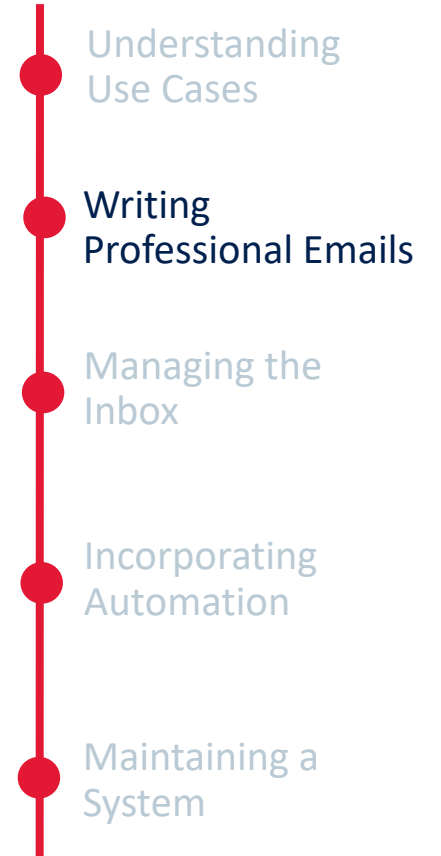 Understanding
Use Cases
Writing
Professional Emails
Managing the
Inbox
Incorporating
Automation
Maintaining a
System